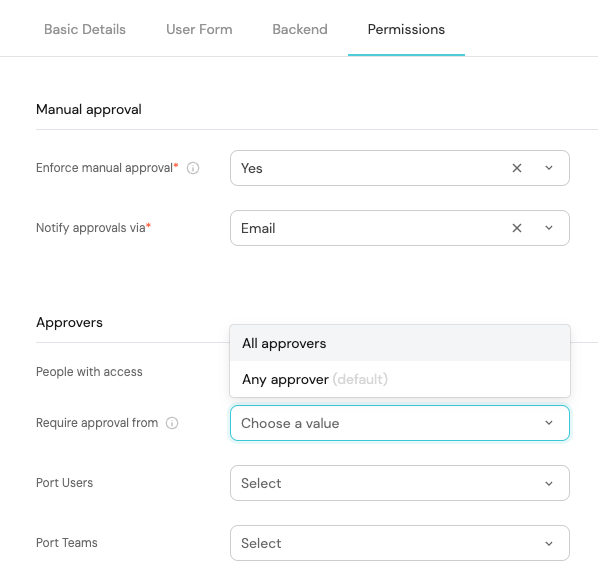 Basic Details User Form Backend Permissions
Manual approval
Enforce manual approval* Yes
Notify approvals via* Email
Approvers
All approvers
People with access
Any approver (default)
Require approval from Choose a value
Port Users Select
Port Teams Select